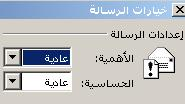 خيارات الرسالة
إعدادات الرسالة
الأهمية: عادية
الحساسية: عادية